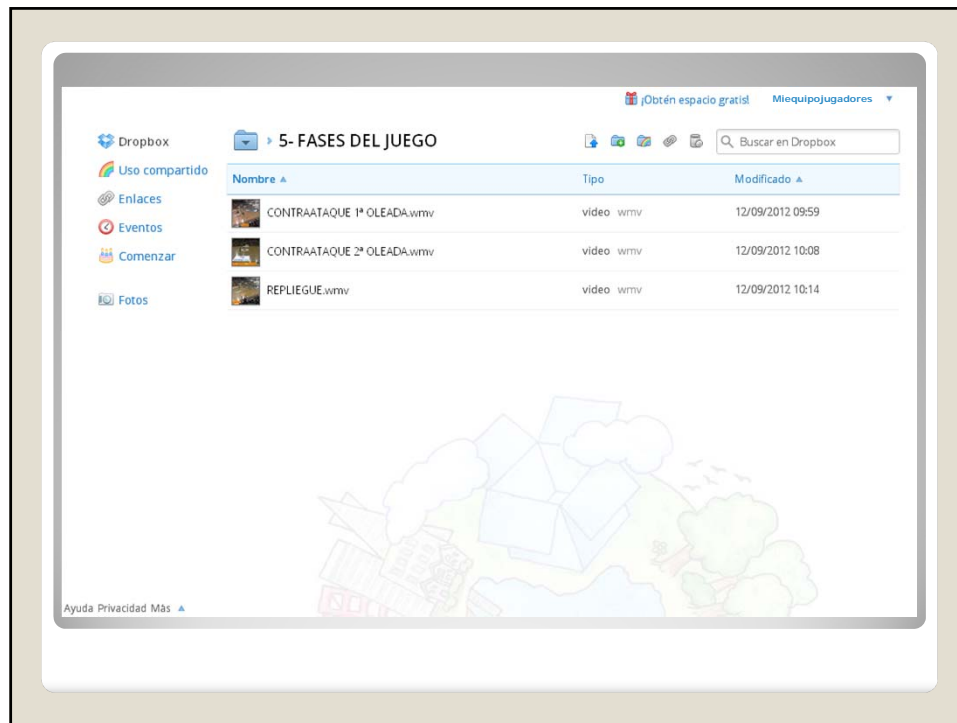 ¡Obtén espacio gratis! Miequipojugadores
Dropbox
5- FASES DEL JUEGO
Buscar en Dropbox
Uso compartido
Enlaces
Eventos
Comenzar
Fotos
Nombre Tipo Modificado
CONTRAATAQUE 1ª OLEADA.wmv video wmv 12/09/2012 09:59
CONTRAATAQUE 2ª OLEADA.wmv video wmv 12/09/2012 10:08
REPLIEGUE.wmv video wmv 12/09/2012 10:14
Ayuda Privacidad Màs